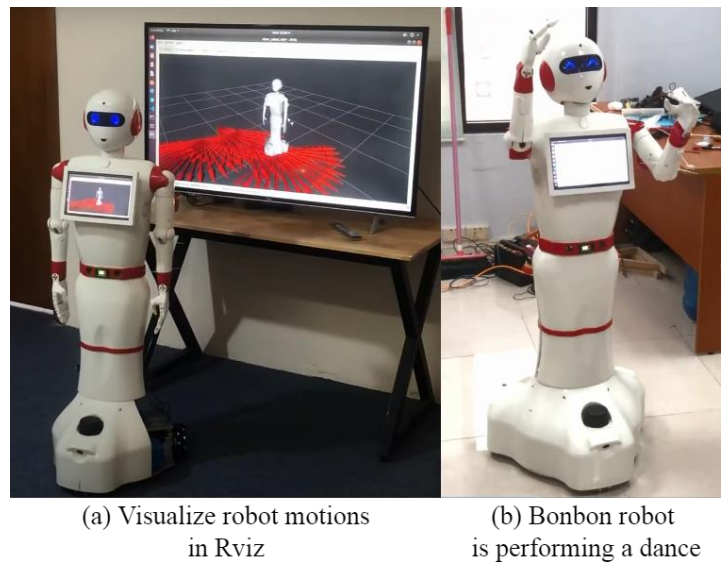 (a) Visualize robot motions
in Rviz
(b) Bonbon robot
is performing a dance